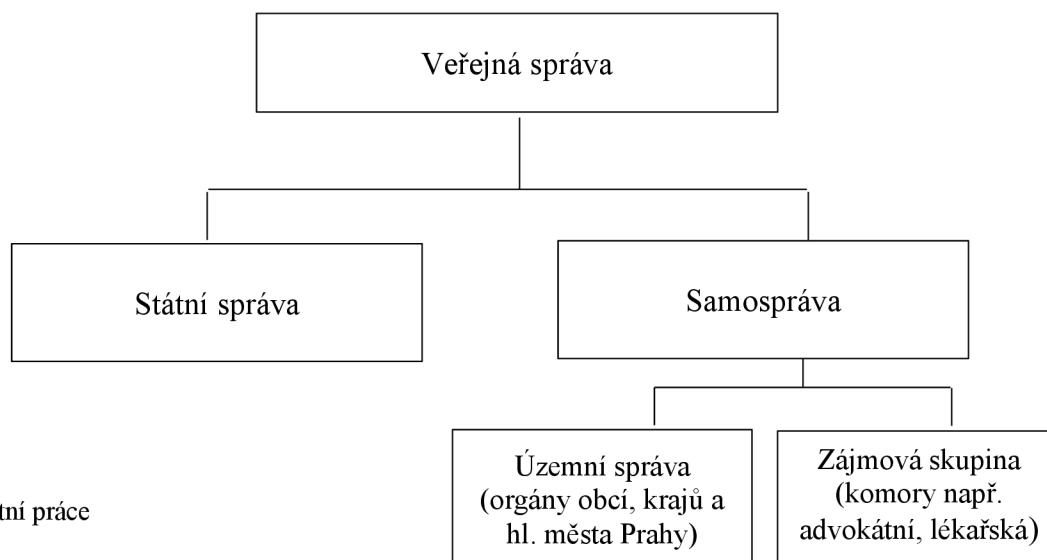 Veřejná správa
Státní správa
Samospráva
Územní správa
(orgány obcí, krajů a
hl. města Prahy)
Zájmová skupina
(komory např.
advokátní, lékařská)
tní práce